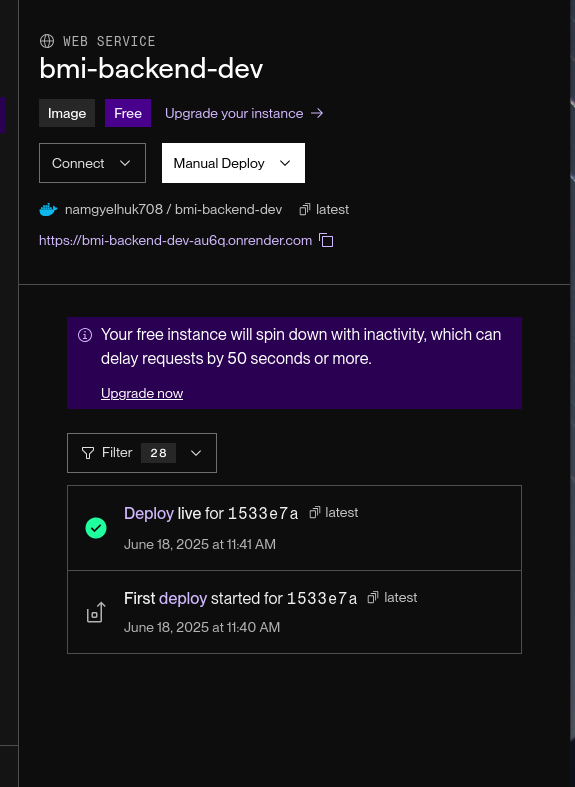 WEB SERVICE
bmi-backend-dev
Image Free Upgrade your instance →
Connect Manual Deploy
namgyelhuk708 / bmi-backend-dev latest
https://bmi-backend-dev-au6q.onrender.com
Your free instance will spin down with inactivity, which can
delay requests by 50 seconds or more.
Upgrade now
Filter 28
Deploy live for 1533e7a latest
June 18, 2025 at 11:41 AM
First deploy started for 1533e7a latest
June 18, 2025 at 11:40 AM